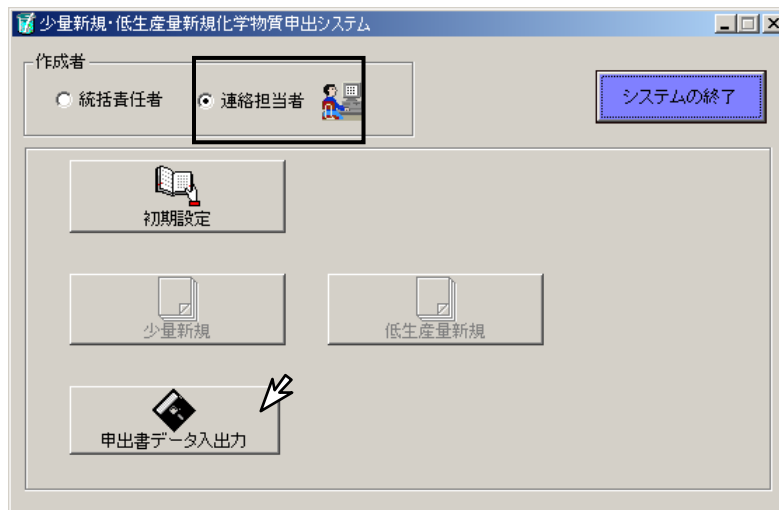 少量新規・低生産量新規化学物質申出システム
作成者
統括責任者
連絡担当者
システムの終了
初期設定
少量新規
低生産量新規
申出書データ入出力